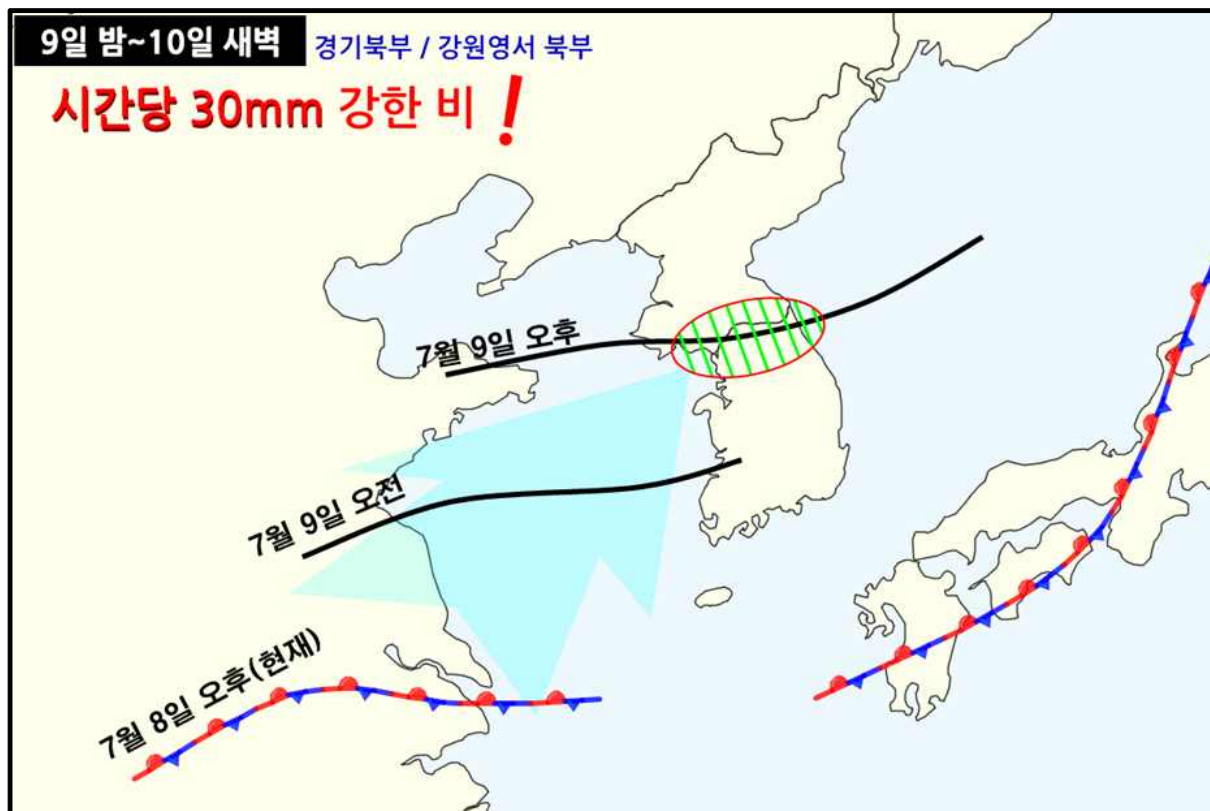 9일 밤~10일 새벽 경기북부 / 강원영서 북부
시간당 30mm 강한 비 !
7월 9일 오후
7월 9일 오전
7월 8일 오후(현재)